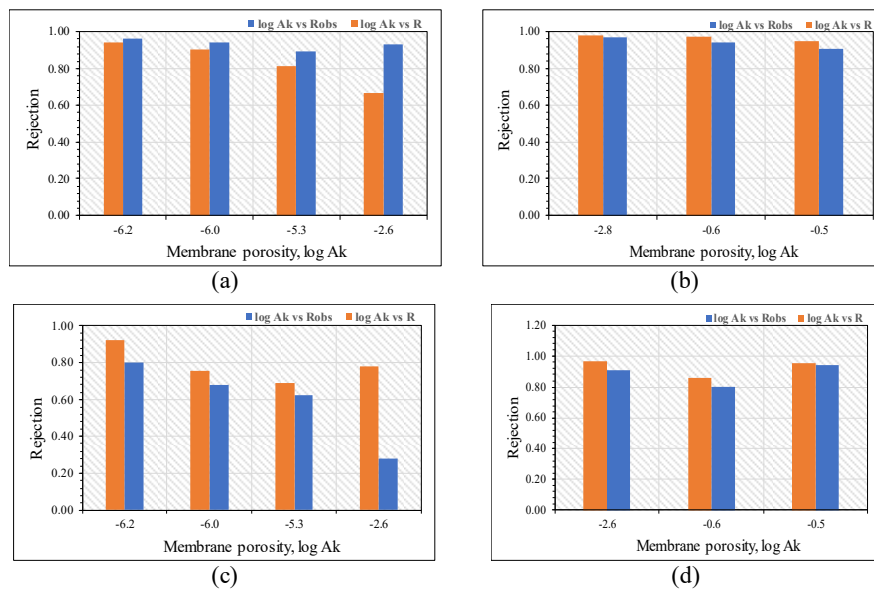 log Ak vs Robs log Ak vs R
1.00
0.80
0.60
0.40
0.20
0.00
Rejection
-6.2 -6.0 -5.3 -2.6
Membrane porosity, log Ak
(a)
log Ak vs Robs log Ak vs R
1.00
0.80
0.60
0.40
0.20
0.00
Rejection
-2.8 -0.6 -0.5
Membrane porosity, log Ak
(b)
log Ak vs Robs log Ak vs R
1.00
0.80
0.60
0.40
0.20
0.00
Rejection
-6.2 -6.0 -5.3 -2.6
Membrane porosity, log Ak
(c)
log Ak vs Robs log Ak vs R
1.20
1.00
0.80
0.60
0.40
0.20
0.00
Rejection
-2.6 -0.6 -0.5
Membrane porosity, log Ak
(d)